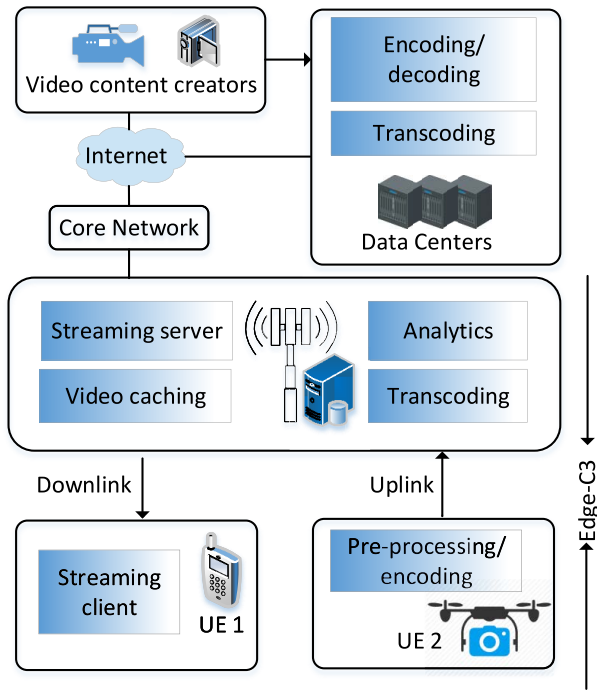 Video content creators
Encoding/
decoding
Transcoding
Data Centers
Internet
Core Network
Streaming server
Video caching
Analytics
Transcoding
Edge-C3
Downlink
Uplink
Streaming
client
UE 1
Pre-processing/
encoding
UE 2